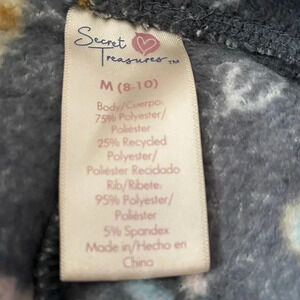 Secret
Treasures™
M (8-10)
Body/Cuerpo:
75% Polyester/
Poliéster
25% Recycled
Polyester/
Poliéster Reciclado
Rib/Ribete:
95% Polyester/
Poliéster
5% Spandex
Made in/Hecho en
China